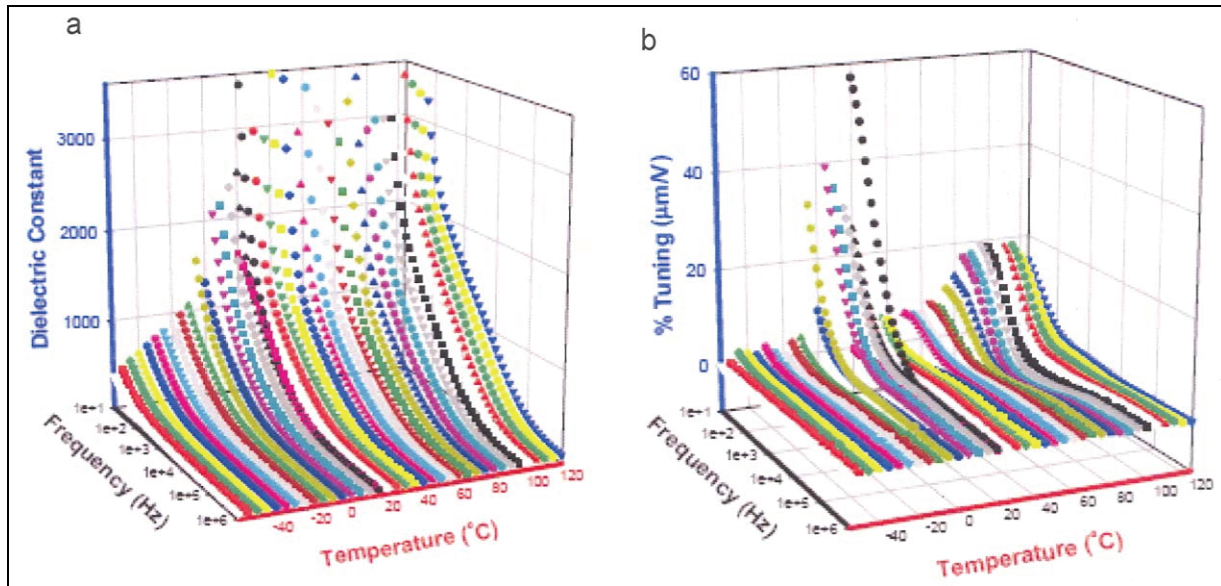 a
3000
2000
1000
Dielectric Constant
1e+1
1e+2
1e+3
1e+4
1e+5
1e+6
Frequency (Hz)
-40
-20
0
20
40
60
80
100
120
Temperature (°C)
b
60
40
20
0
% Tuning (µm/V)
1e+1
1e+2
1e+3
1e+4
1e+5
1e+6
Frequency (Hz)
-40
-20
0
20
40
60
80
100
120
Temperature (°C)